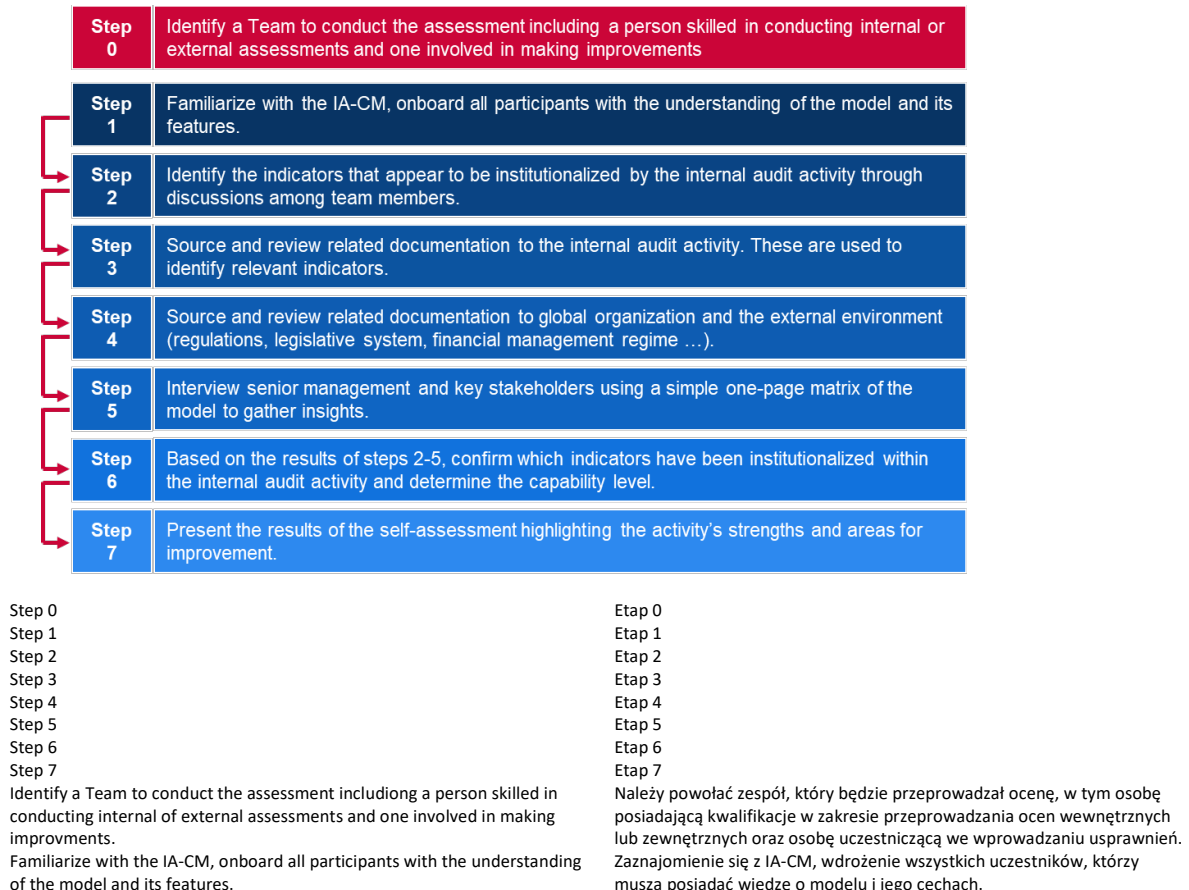 Step
0
Identify a Team to conduct the assessment including a person skilled in conducting internal or
external assessments and one involved in making improvements
Step
1
Familiarize with the IA-CM, onboard all participants with the understanding of the model and its
features.
Step
2
Identify the indicators that appear to be institutionalized by the internal audit activity through
discussions among team members.
Step
3
Source and review related documentation to the internal audit activity. These are used to
identify relevant indicators.
Step
4
Source and review related documentation to global organization and the external environment
(regulations, legislative system, financial management regime …).
Step
5
Interview senior management and key stakeholders using a simple one-page matrix of the
model to gather insights.
Step
6
Based on the results of steps 2-5, confirm which indicators have been institutionalized within
the internal audit activity and determine the capability level.
Step
7
Present the results of the self-assessment highlighting the activity's strengths and areas for
improvement.
Step 0
Step 1
Step 2
Step 3
Step 4
Step 5
Step 6
Step 7
Identify a Team to conduct the assessment includiong a person skilled in
conducting internal of external assessments and one involved in making
improvments.
Familiarize with the IA-CM, onboard all participants with the understanding
of the model and its features.
Etap 0
Etap 1
Etap 2
Etap 3
Etap 4
Etap 5
Etap 6
Etap 7
Należy powołać zespół, który będzie przeprowadzał ocenę, w tym osobę
posiadającą kwalifikacje w zakresie przeprowadzania ocen wewnętrznych
lub zewnętrznych oraz osobę uczestniczącą we wprowadzaniu usprawnień.
Zaznajomienie się z IA-CM, wdrożenie wszystkich uczestników, którzy
muszą posiadać wiedzę o modelu i jego cechach.